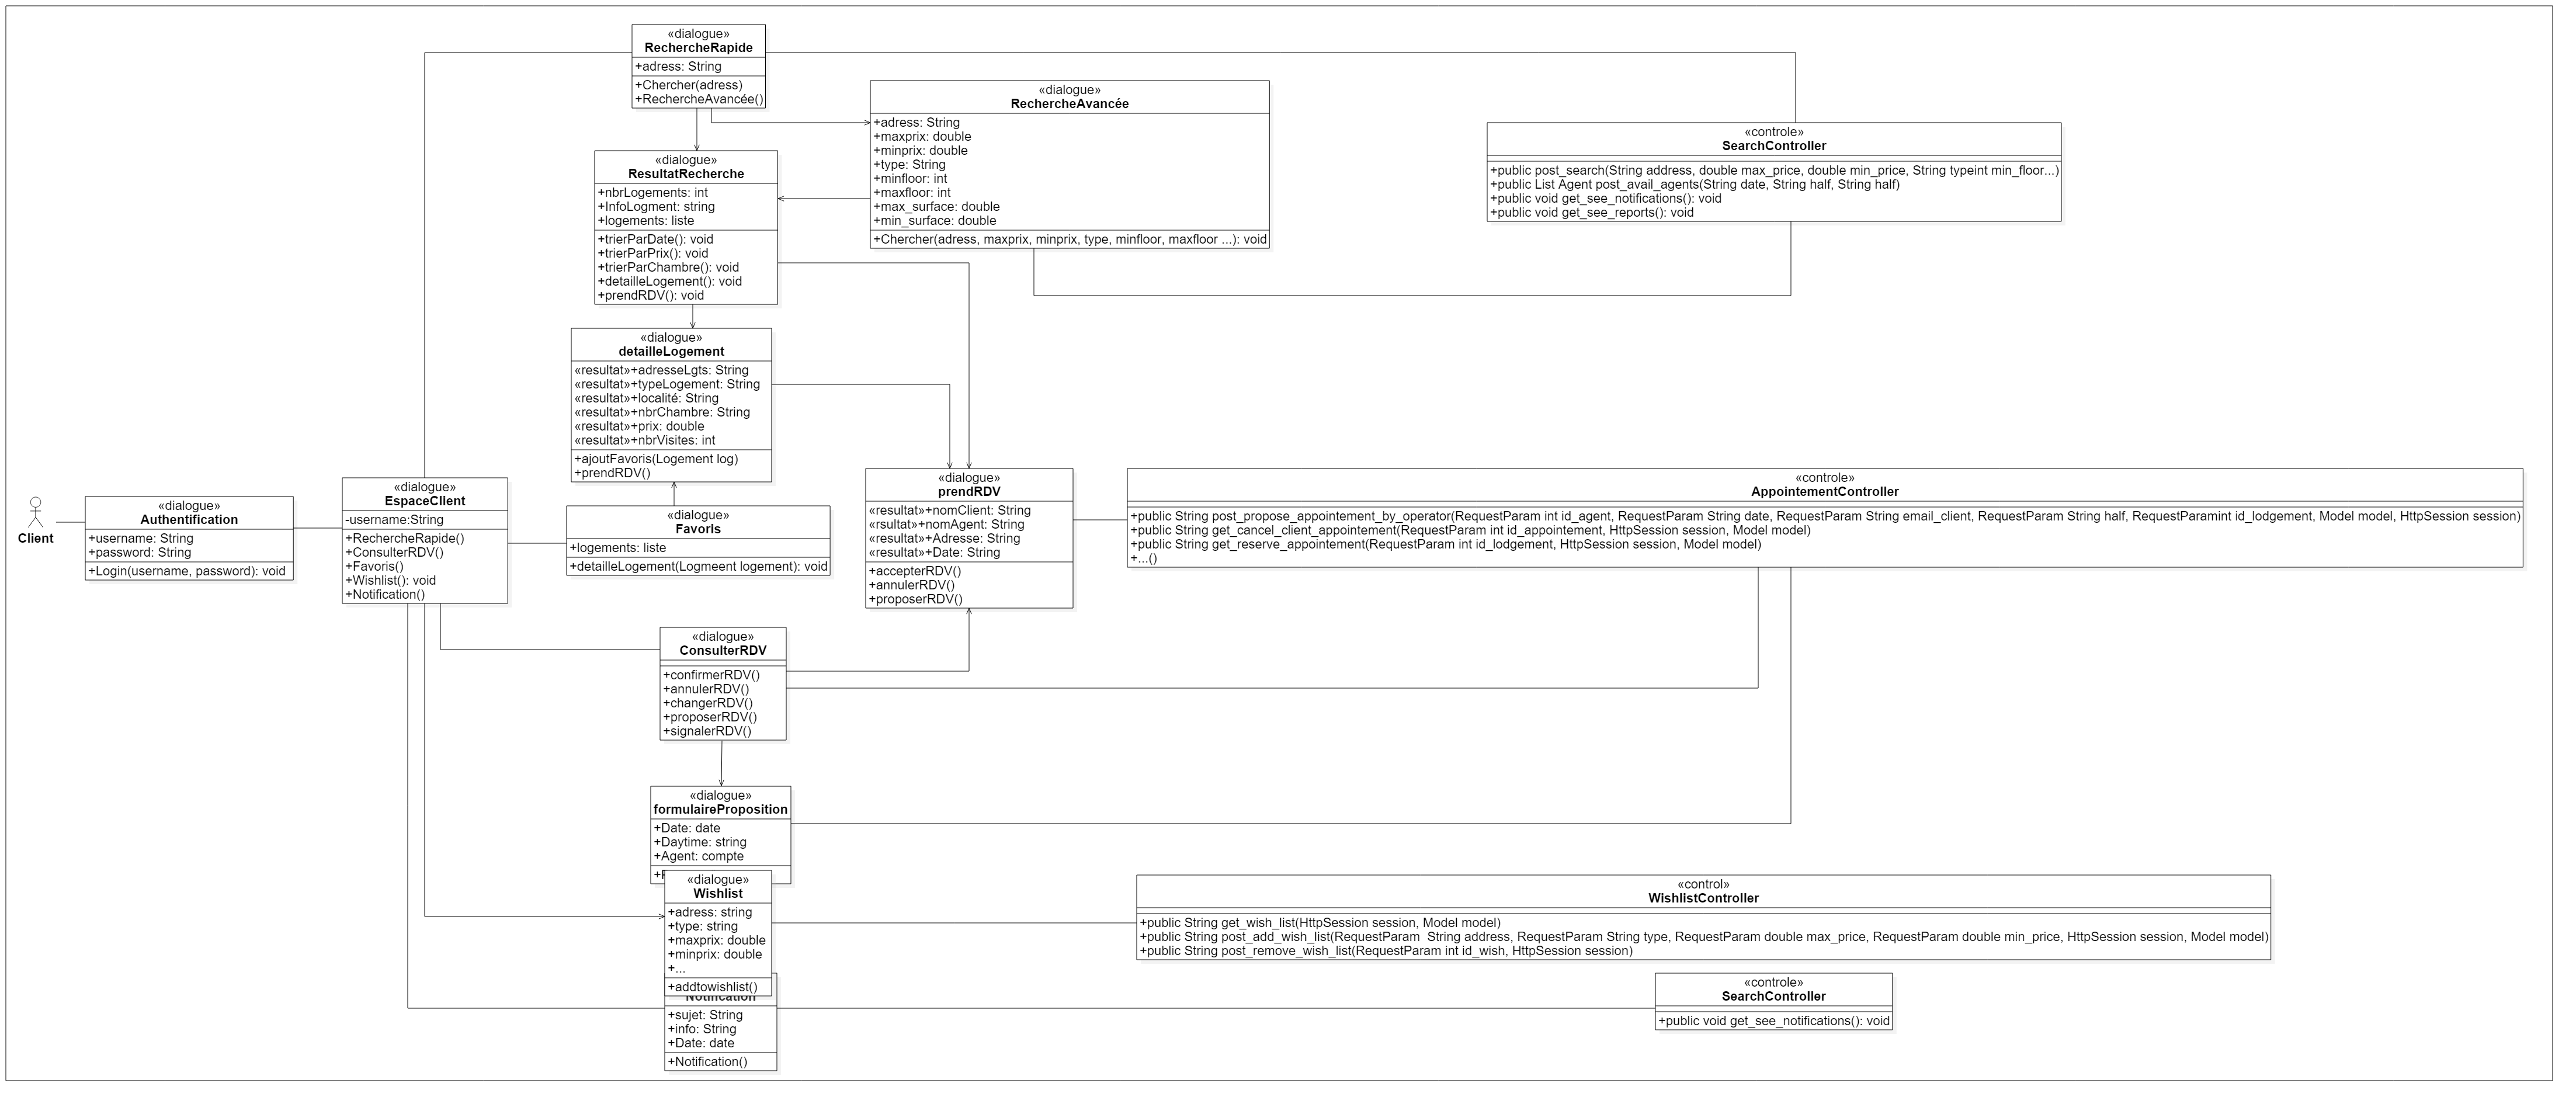 «dialogue»
RechercheRapide
+adress: String
+Chercher(adress)
+RechercheAvancée()
«dialogue»
RechercheAvancée
+adress: String
+maxprix: double
+minprix: double
+type: String
+minfloor: int
+maxfloor: int
+max_surface: double
+min_surface: double
+Chercher(adress, maxprix, minprix, type, minfloor, maxfloor ...): void
«controle»
SearchController
+public post_search(String address, double max_price, double min_price, String typeint min_floor...)
+public List Agent post_avail_agents(String date, String half, String half)
+public void get_see_notifications(): void
+public void get_see_reports(): void
«dialogue»
ResultatRecherche
+nbrLogements: int
+InfoLogment: string
+logements: liste
+trierParDate(): void
+trierParPrix(): void
+trierParChambre(): void
+detailleLogement(): void
+prendRDV(): void
«dialogue»
detailleLogement
«resultat»+adresseLgts: String
«resultat»+typeLogement: String
«resultat»+localité: String
«resultat»+nbrChambre: String
«resultat»+prix: double
«resultat»+nbrVisites: int
+ajoutFavoris(Logement log)
+prendRDV()
Client
«dialogue»
Authentification
+username: String
+password: String
+Login(username, password): void
«dialogue»
EspaceClient
-username:String
+RechercheRapide()
+ConsulterRDV()
+Favoris()
+Wishlist(): void
+Notification()
«dialogue»
Favoris
+logements: liste
+detailleLogement(Logmeent logement): void
«dialogue»
prendRDV
«resultat»+nomClient: String
«rsultat»+nomAgent: String
«resultat»+Adresse: String
«resultat»+Date: String
+accepterRDV()
+annulerRDV()
+proposerRDV()
«controle»
AppointementController
+public String post_propose_appointement_by_operator(RequestParam int id_agent, RequestParam String date, RequestParam String email_client, RequestParam String half, RequestParamint id_lodgement, Model model, HttpSession session)
+public String get_cancel_client_appointement(RequestParam int id_appointement, HttpSession session, Model model)
+public String get_reserve_appointement(RequestParam int id_lodgement, HttpSession session, Model model)
+...()
«dialogue»
ConsulterRDV
+confirmerRDV()
+annulerRDV()
+changerRDV()
+proposerRDV()
+signalerRDV()
«dialogue»
formulaireProposition
+Date: date
+Daytime: string
+Agent: compte
«dialogue»
Wishlist
+adress: string
+type: string
+maxprix: double
+minprix: double
+...
+addtowishlist()
«control»
WishlistController
+public String get_wish_list(HttpSession session, Model model)
+public String post_add_wish_list(RequestParam  String address, RequestParam String type, RequestParam double max_price, RequestParam double min_price, HttpSession session, Model model)
+public String post_remove_wish_list(RequestParam int id_wish, HttpSession session)
Notification
+sujet: String
+info: String
+Date: date
+Notification()
«controle»
SearchController
+public void get_see_notifications(): void